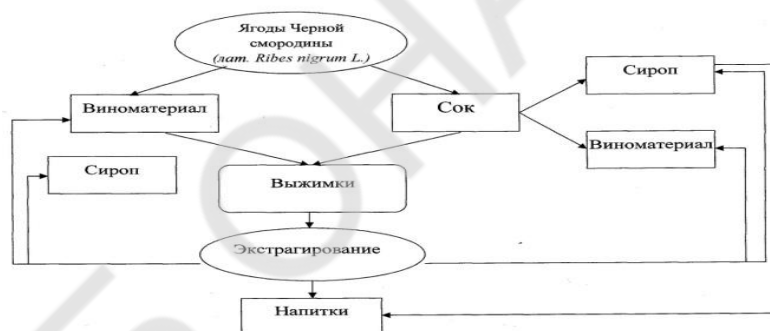 Ягоды Черной
смородины
(лат. Ribes nigrum L.)
Виноматериал
Сок
Сироп
Виноматериал
Сироп
Выжимки
Экстрагирование
Напитки